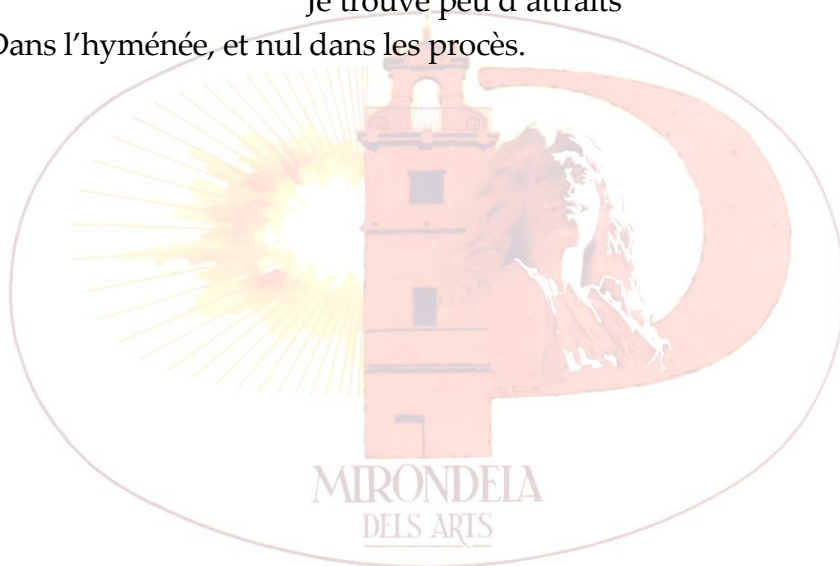 Je trouve peu d'attraits
Dans l’hyménée, et nul dans les procès.
MIRONDELA
DELS ARTS